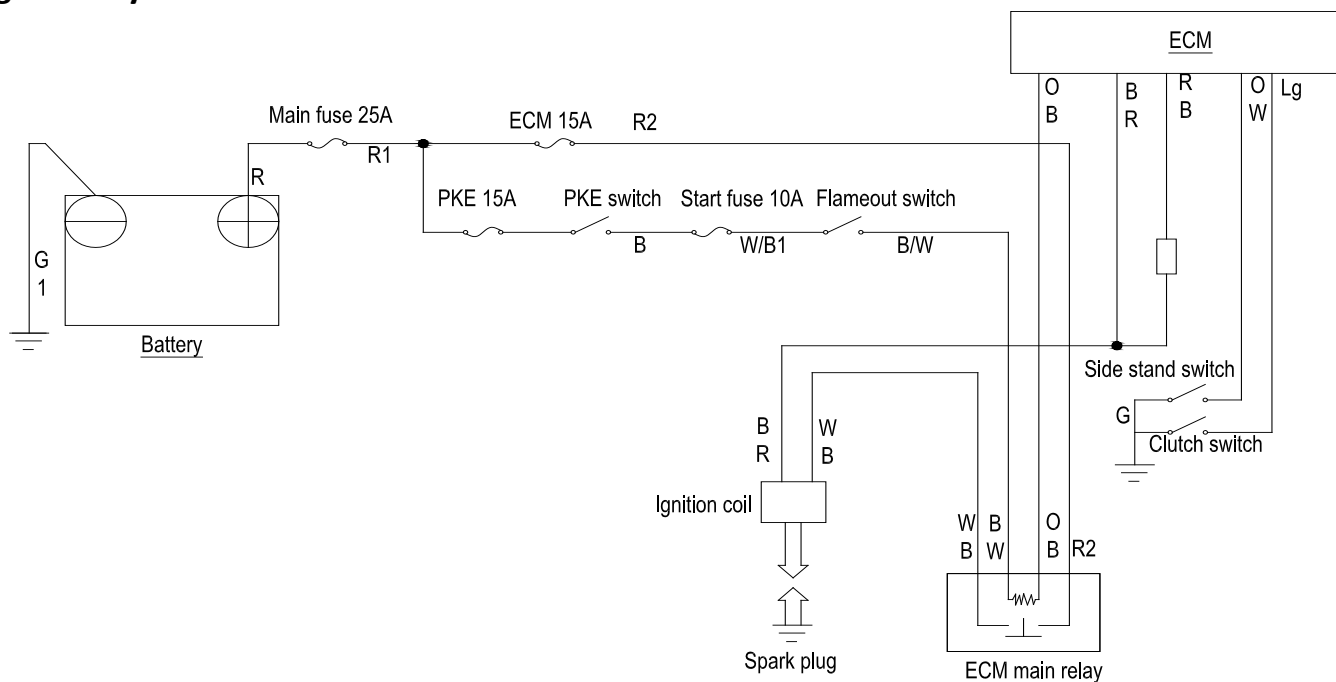 ECM
O
B
B
R
R
B
O
W
Lg
Main fuse 25A
ECM 15A
R2
R1
R
PKE 15A
PKE switch
Start fuse 10A
Flameout switch
B
W/B1
B/W
G
1
Battery
Side stand switch
G
Clutch switch
B
R
W
B
Ignition coil
W
B
B
W
O
B
R2
Spark plug
ECM main relay